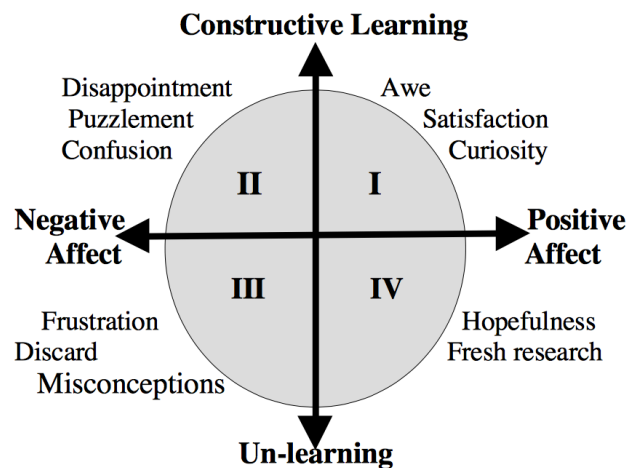 Constructive Learning
Disappointment
Puzzlement
Confusion
Awe
Satisfaction
Curiosity
II
I
Negative
Affect
Positive
Affect
III
IV
Frustration
Discard
Misconceptions
Hopefulness
Fresh research
Un-learning